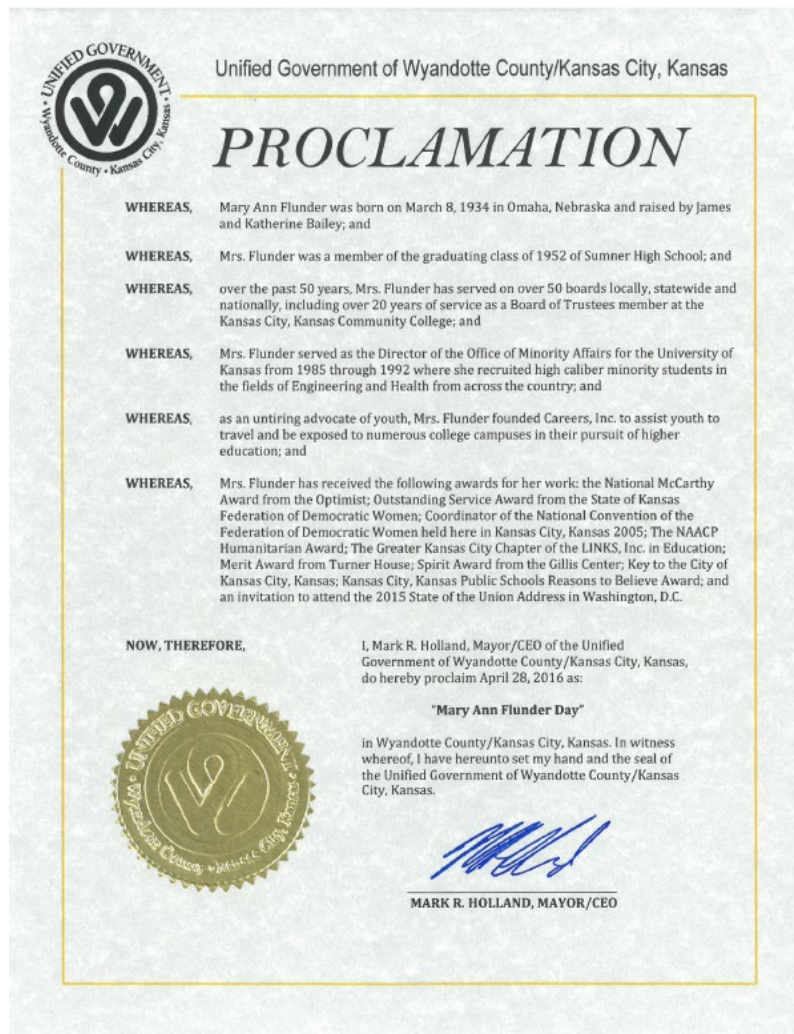 UNIFIED GOVERNMENT
Wyandotte County • Kansas City, Kansas
Unified Government of Wyandotte County/Kansas City, Kansas
PROCLAMATION
WHEREAS, Mary Ann Flunder was born on March 8, 1934 in Omaha, Nebraska and raised by James
and Katherine Bailey; and
WHEREAS, Mrs. Flunder was a member of the graduating class of 1952 of Sumner High School; and
WHEREAS, over the past 50 years, Mrs. Flunder has served on over 50 boards locally, statewide and
nationally, including over 20 years of service as a Board of Trustees member at the
Kansas City, Kansas Community College; and
WHEREAS, Mrs. Flunder served as the Director of the Office of Minority Affairs for the University of
Kansas from 1985 through 1992 where she recruited high caliber minority students in
the fields of Engineering and Health from across the country; and
WHEREAS, as an untiring advocate of youth, Mrs. Flunder founded Careers, Inc. to assist youth to
travel and be exposed to numerous college campuses in their pursuit of higher
education; and
WHEREAS, Mrs. Flunder has received the following awards for her work: the National McCarthy
Award from the Optimist; Outstanding Service Award from the State of Kansas
Federation of Democratic Women; Coordinator of the National Convention of the
Federation of Democratic Women held here in Kansas City, Kansas 2005; The NAACP
Humanitarian Award; The Greater Kansas City Chapter of the LINKS, Inc. in Education;
Merit Award from Turner House; Spirit Award from the Gillis Center; Key to the City of
Kansas City, Kansas; Kansas City, Kansas Public Schools Reasons to Believe Award; and
an invitation to attend the 2015 State of the Union Address in Washington, D.C.
NOW, THEREFORE, I, Mark R. Holland, Mayor/CEO of the Unified
Government of Wyandotte County/Kansas City, Kansas,
do hereby proclaim April 28, 2016 as:
"Mary Ann Flunder Day"
in Wyandotte County/Kansas City, Kansas. In witness
whereof, I have hereunto set my hand and the seal of
the Unified Government of Wyandotte County/Kansas
City, Kansas.
UNIFIED GOVERNMENT
Wyandotte County • Kansas City, Kansas
MARK R. HOLLAND, MAYOR/CEO